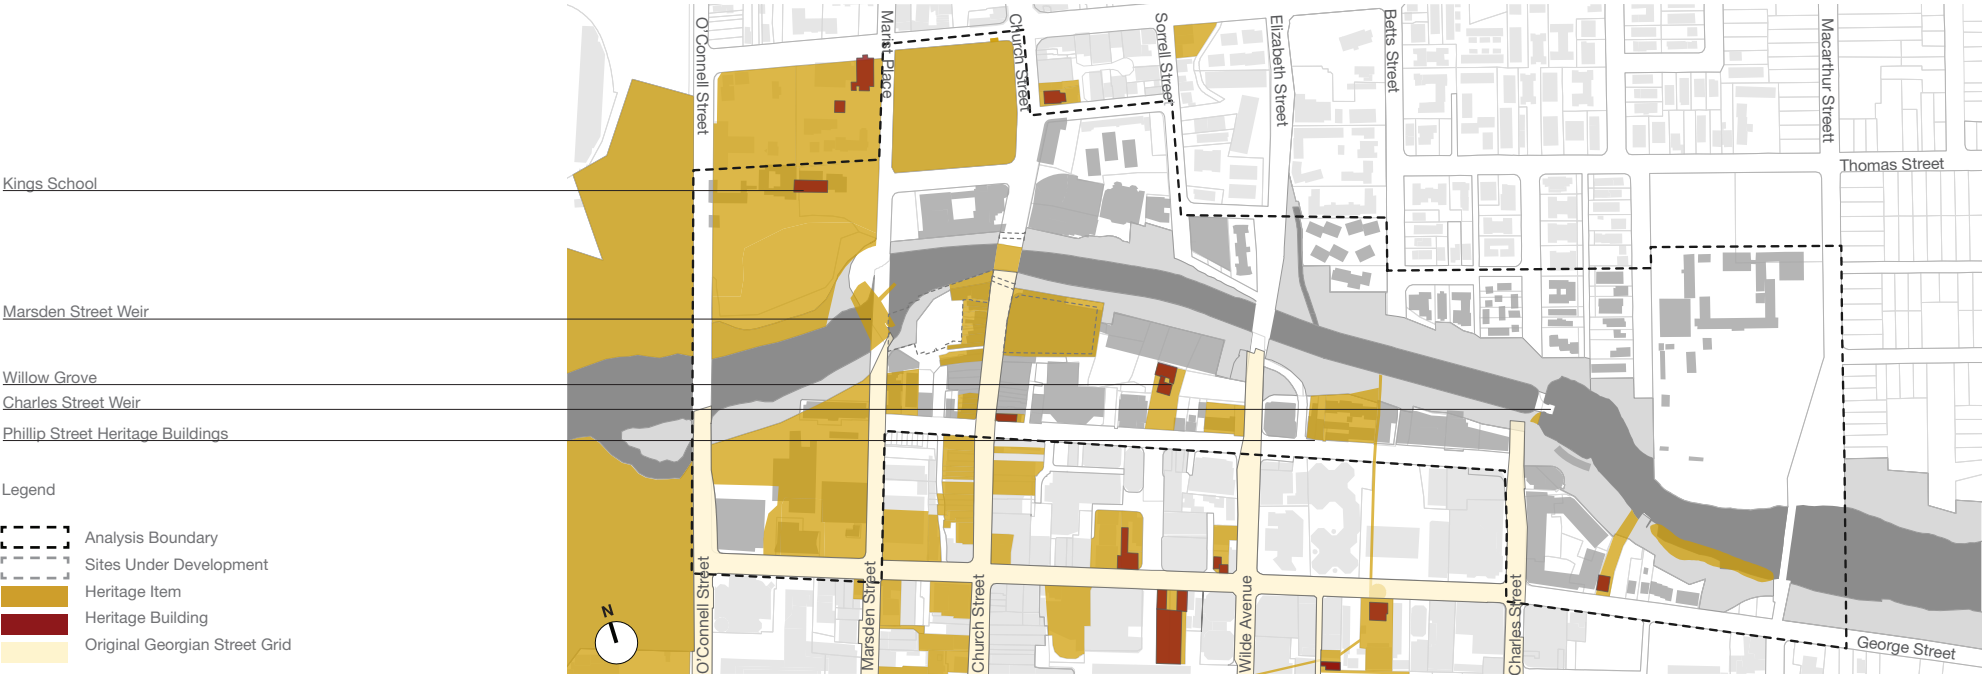 O'Connell Street
Marist Place
Church Street
Sorrell Street
Elizabeth Street
Betts Street
Macarthur Streett
Thomas Street
Kings School
Marsden Street Weir
Willow Grove
Charles Street Weir
Phillip Street Heritage Buildings
Legend
Analysis Boundary
Sites Under Development
Heritage Item
Heritage Building
Original Georgian Street Grid
N
O'Connell Street
Marsden Street
Church Street
Wilde Avenue
Charles Street
George Street